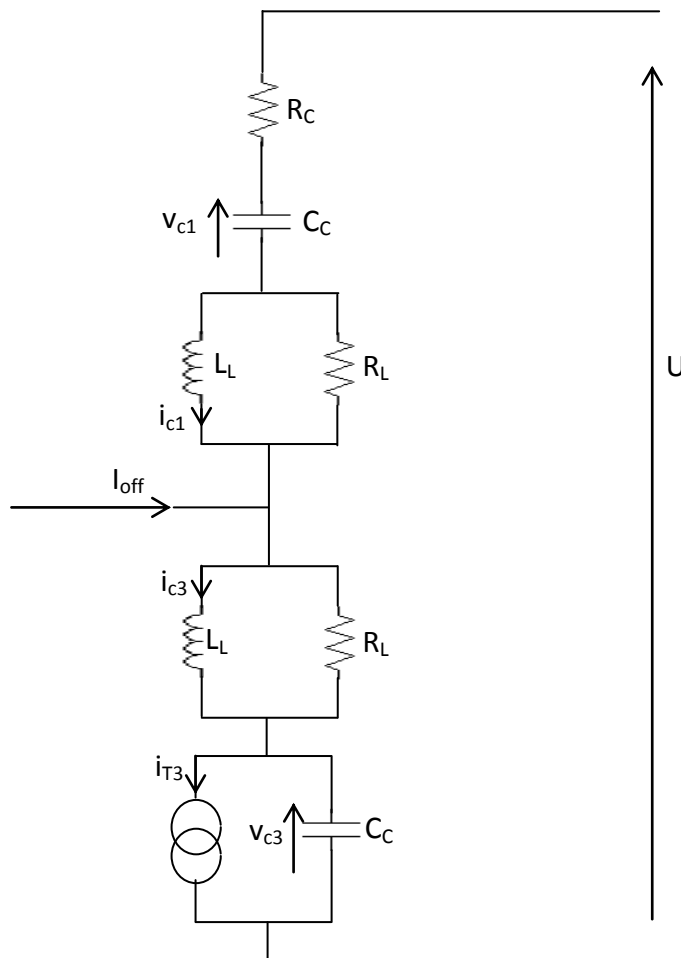 R_C
v_c1
C_C
L_L
R_L
U
i_c1
I_off
i_c3
L_L
R_L
i_T3
v_c3
C_C